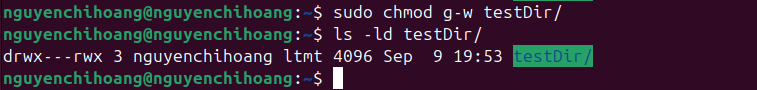 nguyenchihoang@nguyenchihoang:~$ sudo chmod g-w testDir/
nguyenchihoang@nguyenchihoang:~$ ls -ld testDir/
drwx---rwx 3 nguyenchihoang ltmt 4096 Sep  9 19:53 testDir/
nguyenchihoang@nguyenchihoang:~$